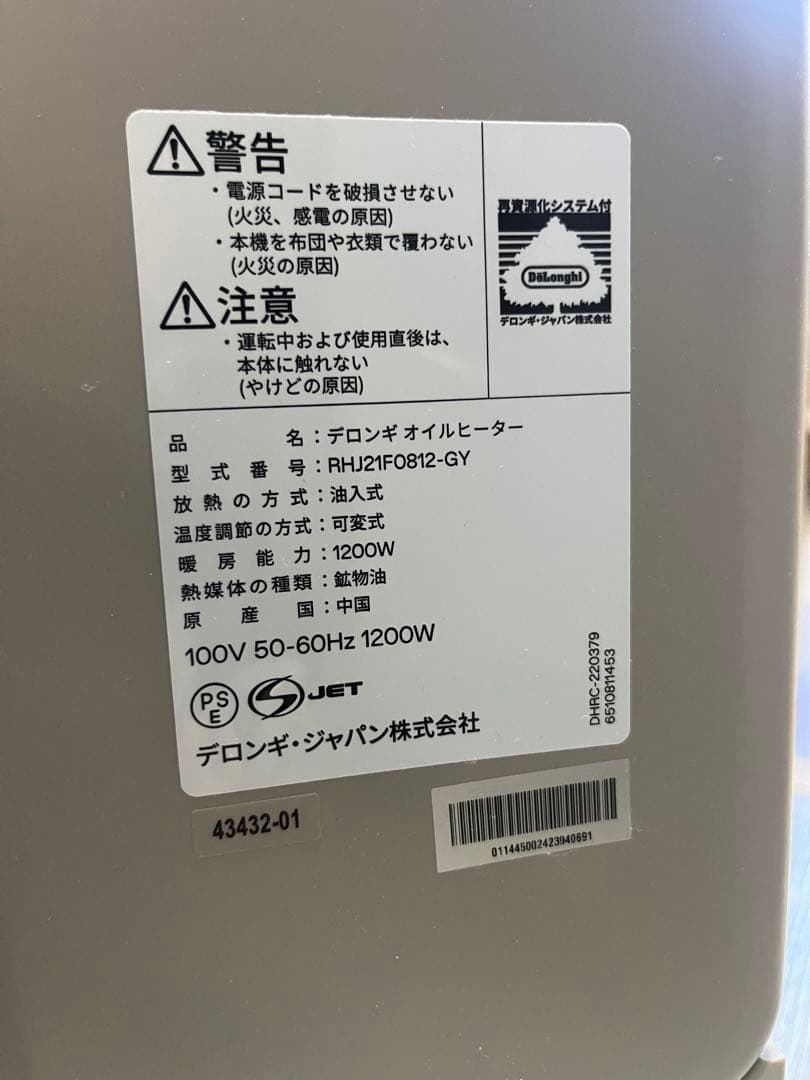 警告
・電源コードを破損させない
(火災、感電の原因)
・本機を布団や衣類で覆わない
(火災の原因)
注意
・運転中および使用直後は、
本体に触れない
(やけどの原因)
再資源化システム付
DeLonghi
デロンギ・ジャパン株式会社
品名：デロンギ オイルヒーター
型式番号：RHJ21F0812-GY
放熱の方式：油入式
温度調節の方式：可変式
暖房能力：1200W
熱媒体の種類：鉱物油
原産国：中国
100V 50-60Hz 1200W
PSE
JET
デロンギ・ジャパン株式会社
DHRC-220379
6510811453
43432-01
011445002423940691